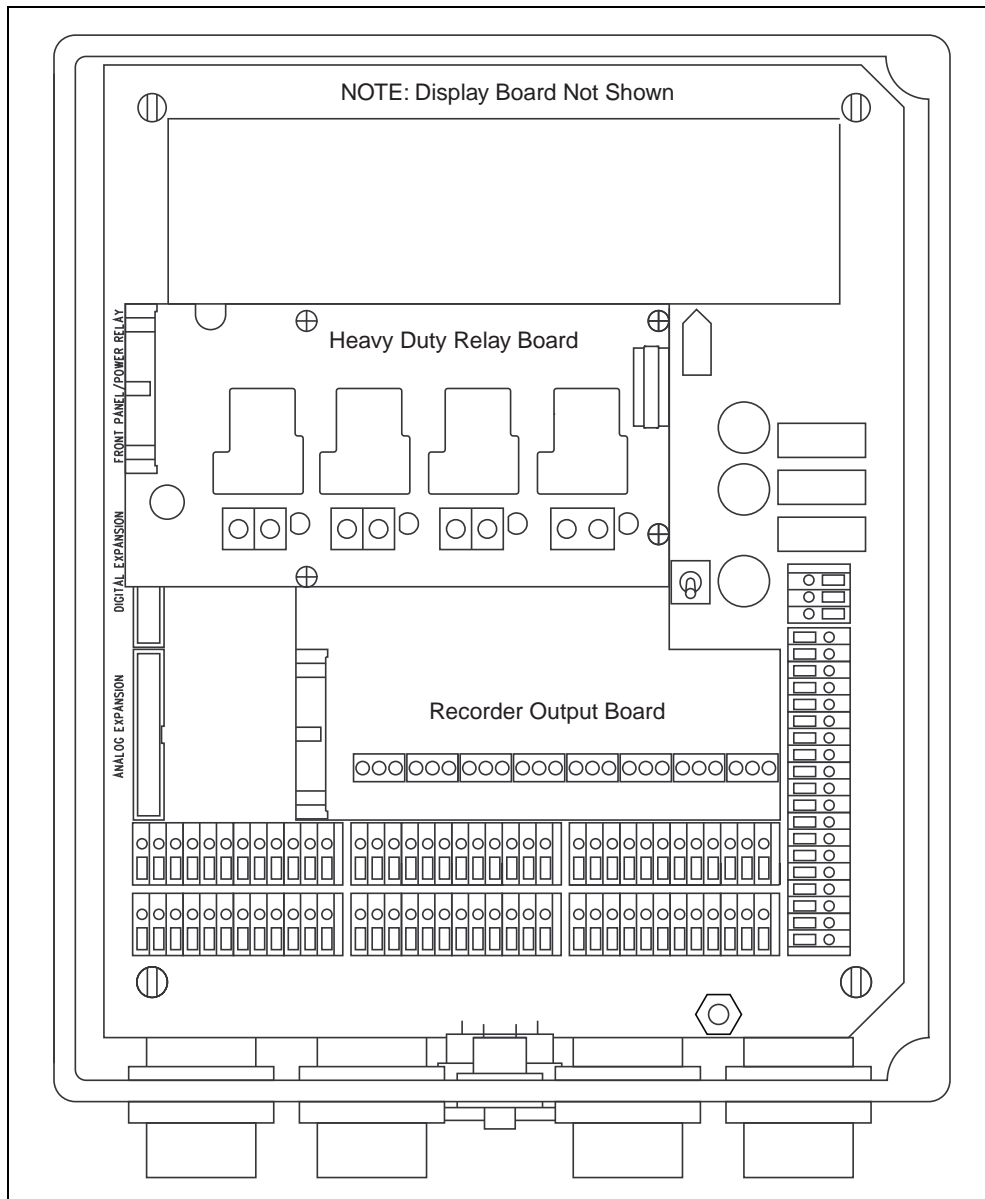 NOTE: Display Board Not Shown
Heavy Duty Relay Board
FRONT PANEL/POWER RELAY
DIGITAL EXPANSION
Recorder Output Board
ANALOG EXPANSION